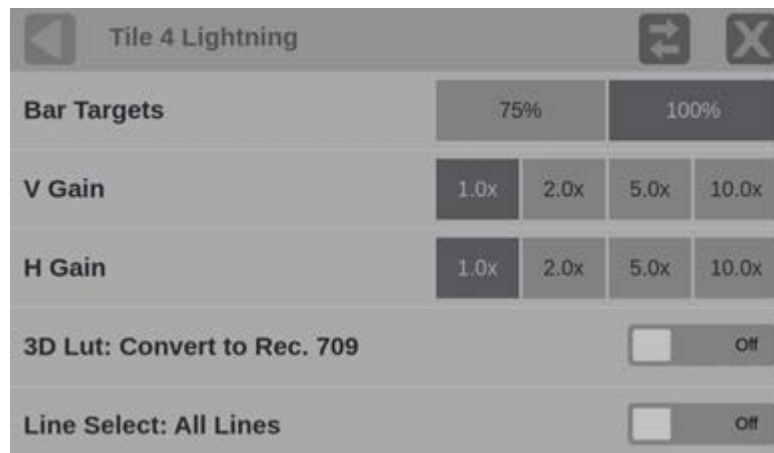 Tile 4 Lightning
Bar Targets 75% 100%
V Gain 1.0x 2.0x 5.0x 10.0x
H Gain 1.0x 2.0x 5.0x 10.0x
3D Lut: Convert to Rec. 709 Off
Line Select: All Lines Off